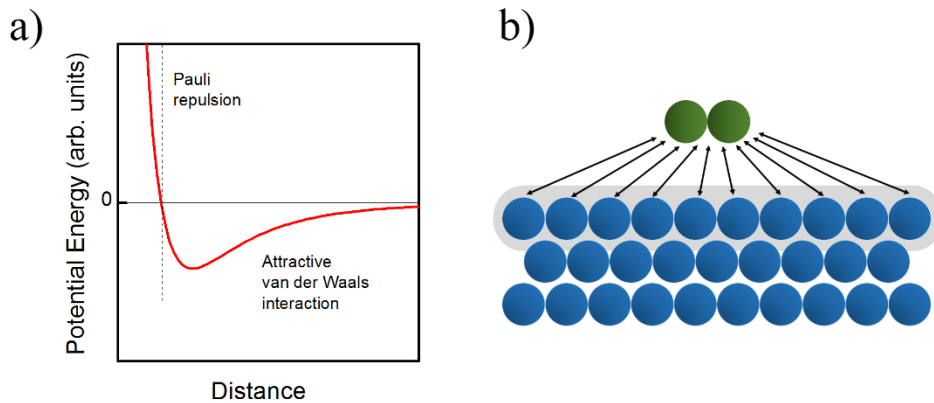 a)
Potential Energy (arb. units)
0
Pauli
repulsion
Attractive
van der Waals
interaction
Distance
b)